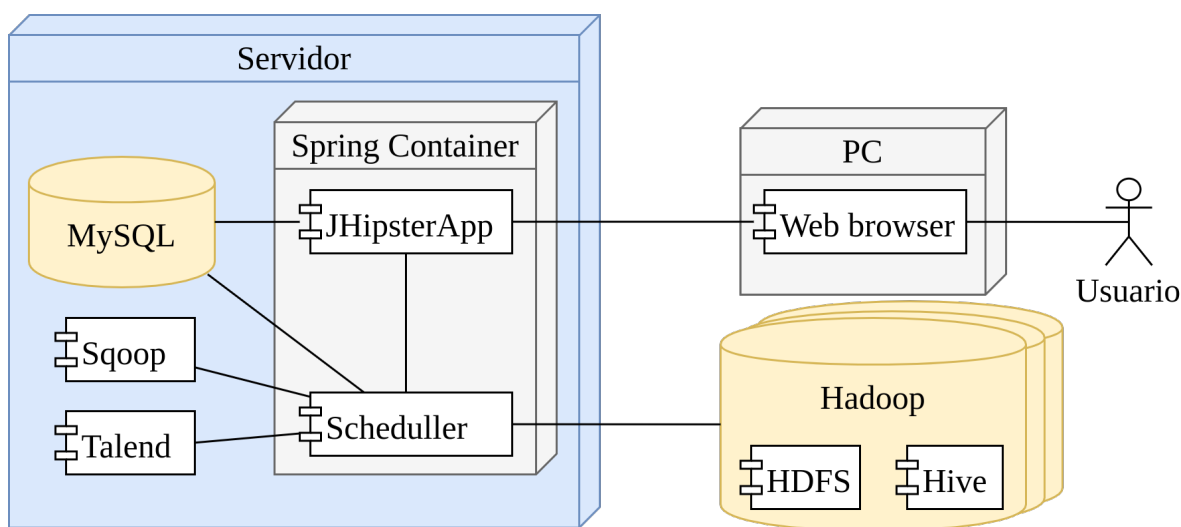 Servidor
Spring Container
PC
MySQL
JHipsterApp
Web browser
Usuario
Sqoop
Talend
Scheduller
Hadoop
HDFS
Hive